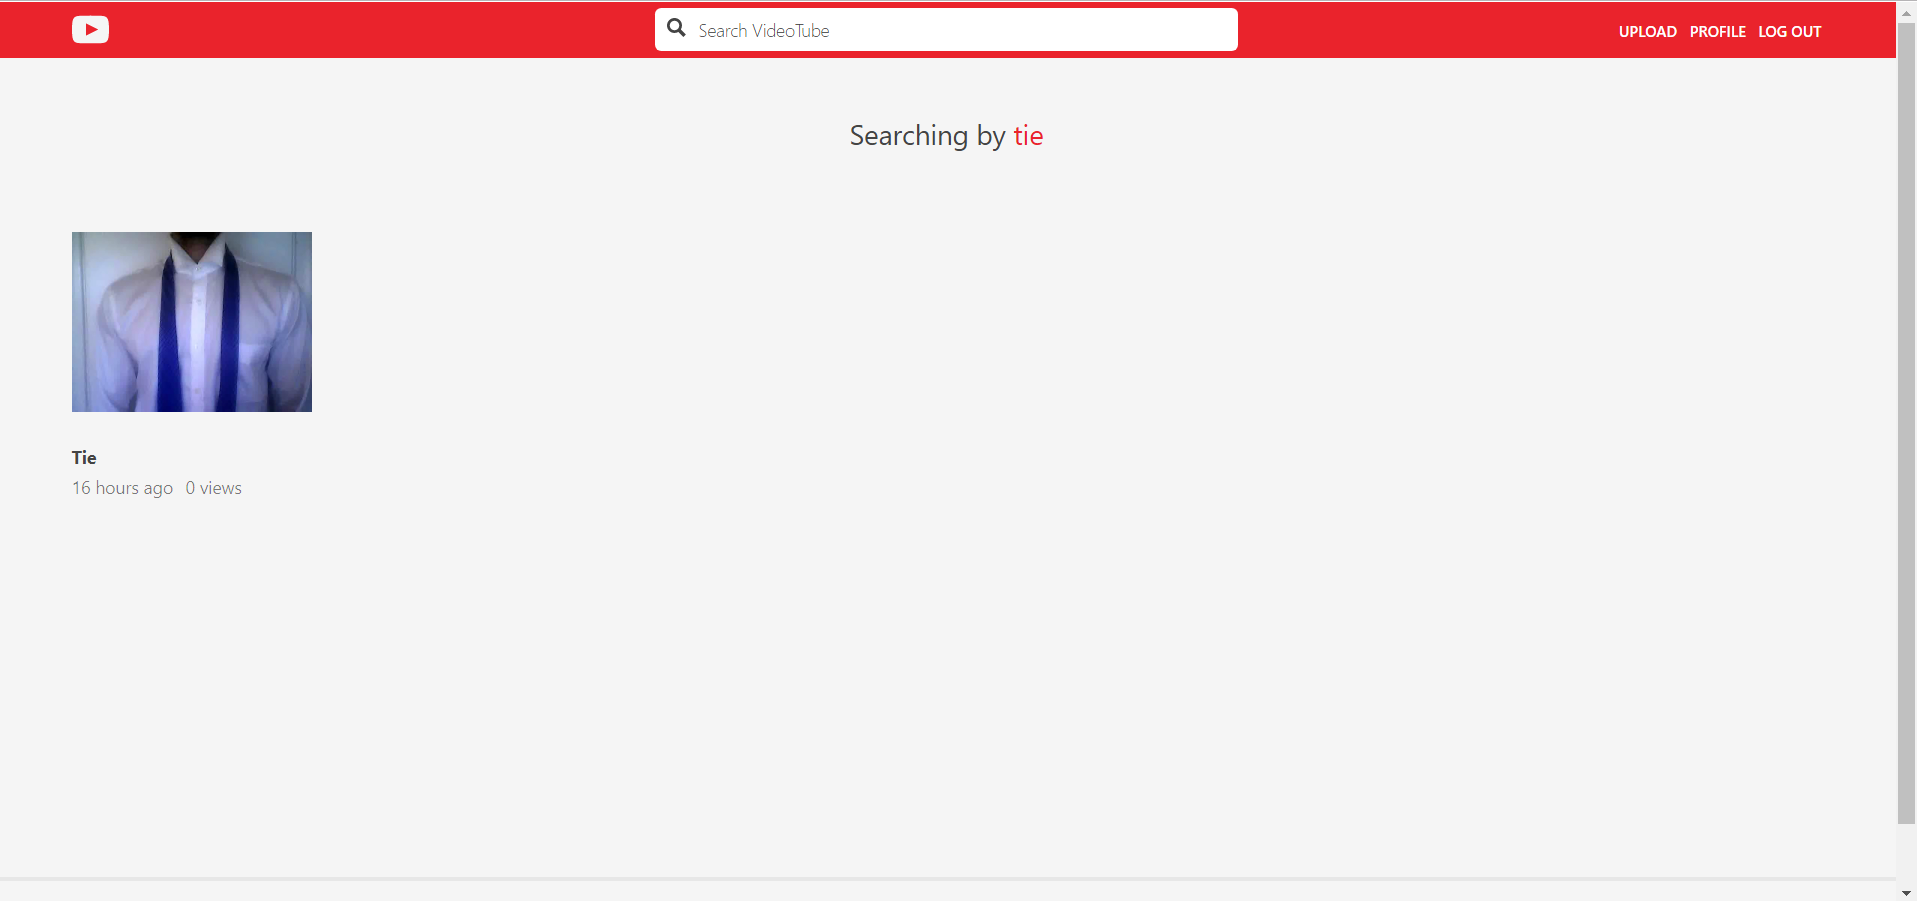 Search VideoTube
UPLOAD PROFILE LOG OUT
Searching by tie
Tie
16 hours ago 0 views